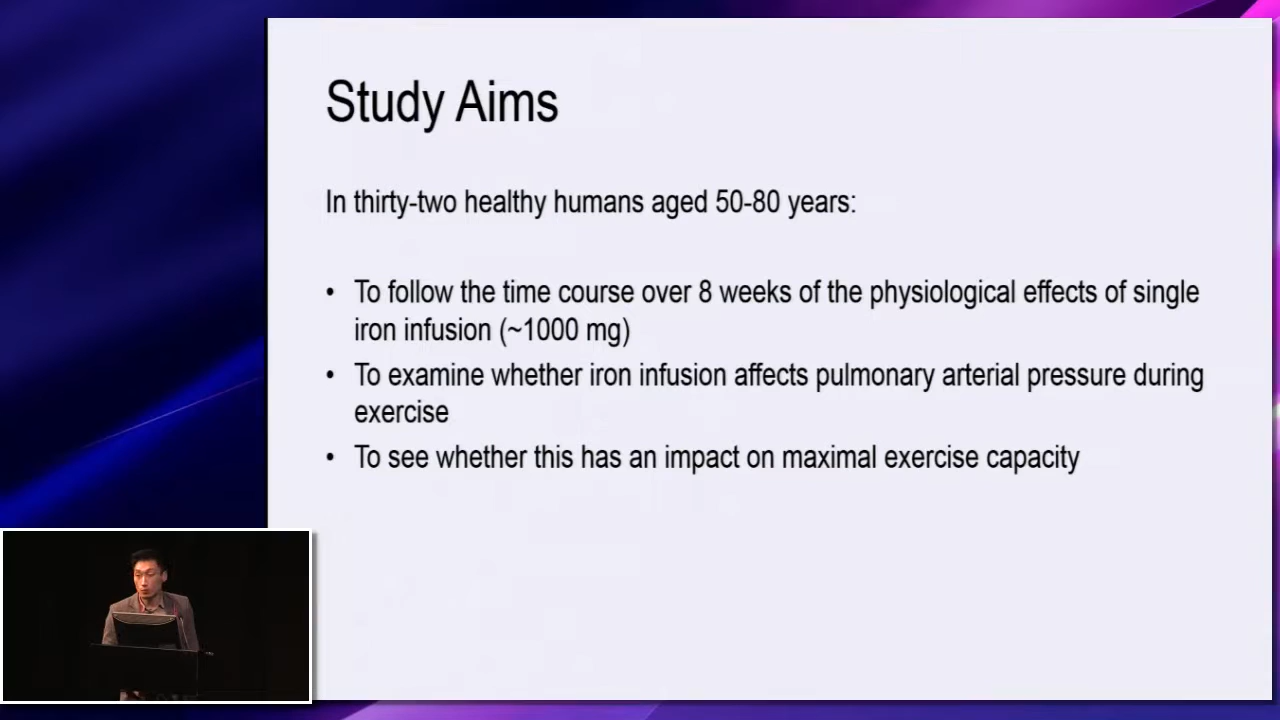 Study Aims
In thirty-two healthy humans aged 50-80 years:
• To follow the time course over 8 weeks of the physiological effects of single
iron infusion (~1000 mg)
• To examine whether iron infusion affects pulmonary arterial pressure during
exercise
• To see whether this has an impact on maximal exercise capacity